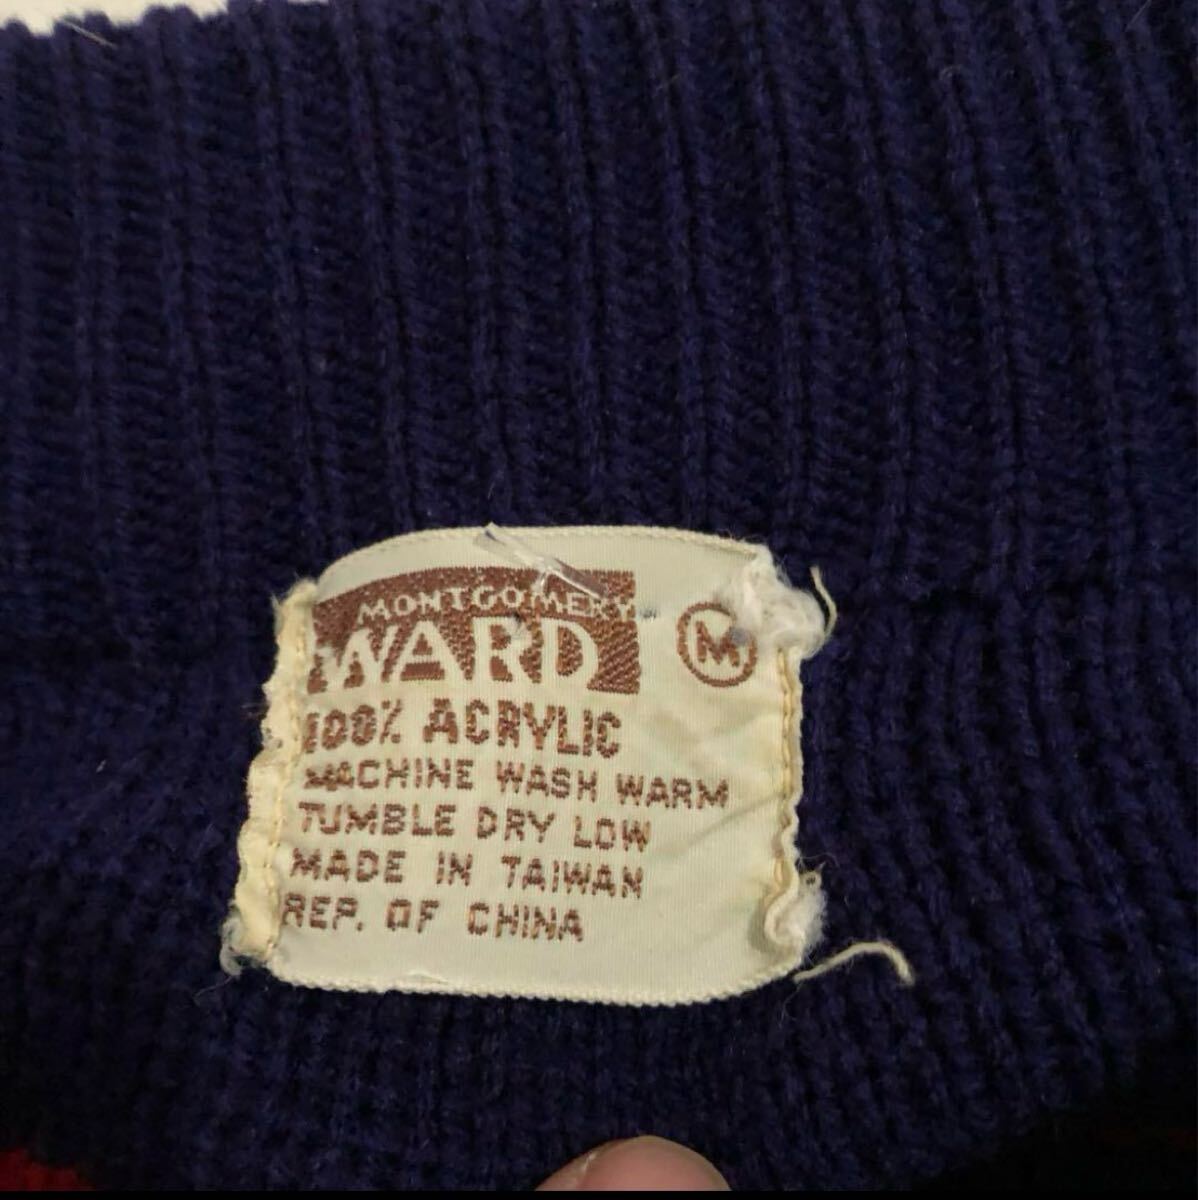 MONTGOMERY
WARD
M
100% ACRYLIC
MACHINE WASH WARM
TUMBLE DRY LOW
MADE IN TAIWAN
REP. OF CHINA